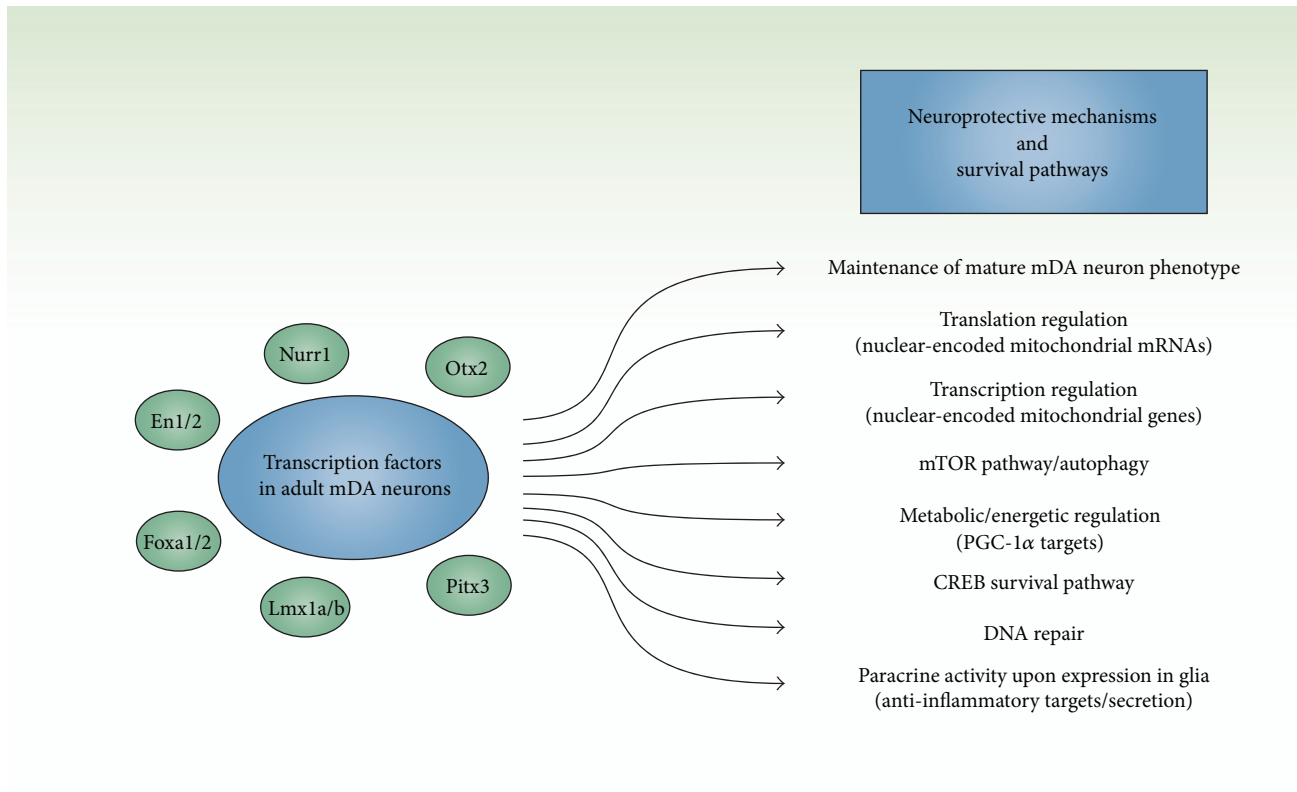 Neuroprotective mechanisms
and
survival pathways
Maintenance of mature mDA neuron phenotype
Translation regulation
(nuclear-encoded mitochondrial mRNAs)
Transcription regulation
(nuclear-encoded mitochondrial genes)
mTOR pathway/autophagy
Metabolic/energetic regulation
(PGC-1α targets)
CREB survival pathway
DNA repair
Paracrine activity upon expression in glia
(anti-inflammatory targets/secretion)
Nurr1
Otx2
En1/2
Transcription factors
in adult mDA neurons
Foxa1/2
Lmx1a/b
Pitx3